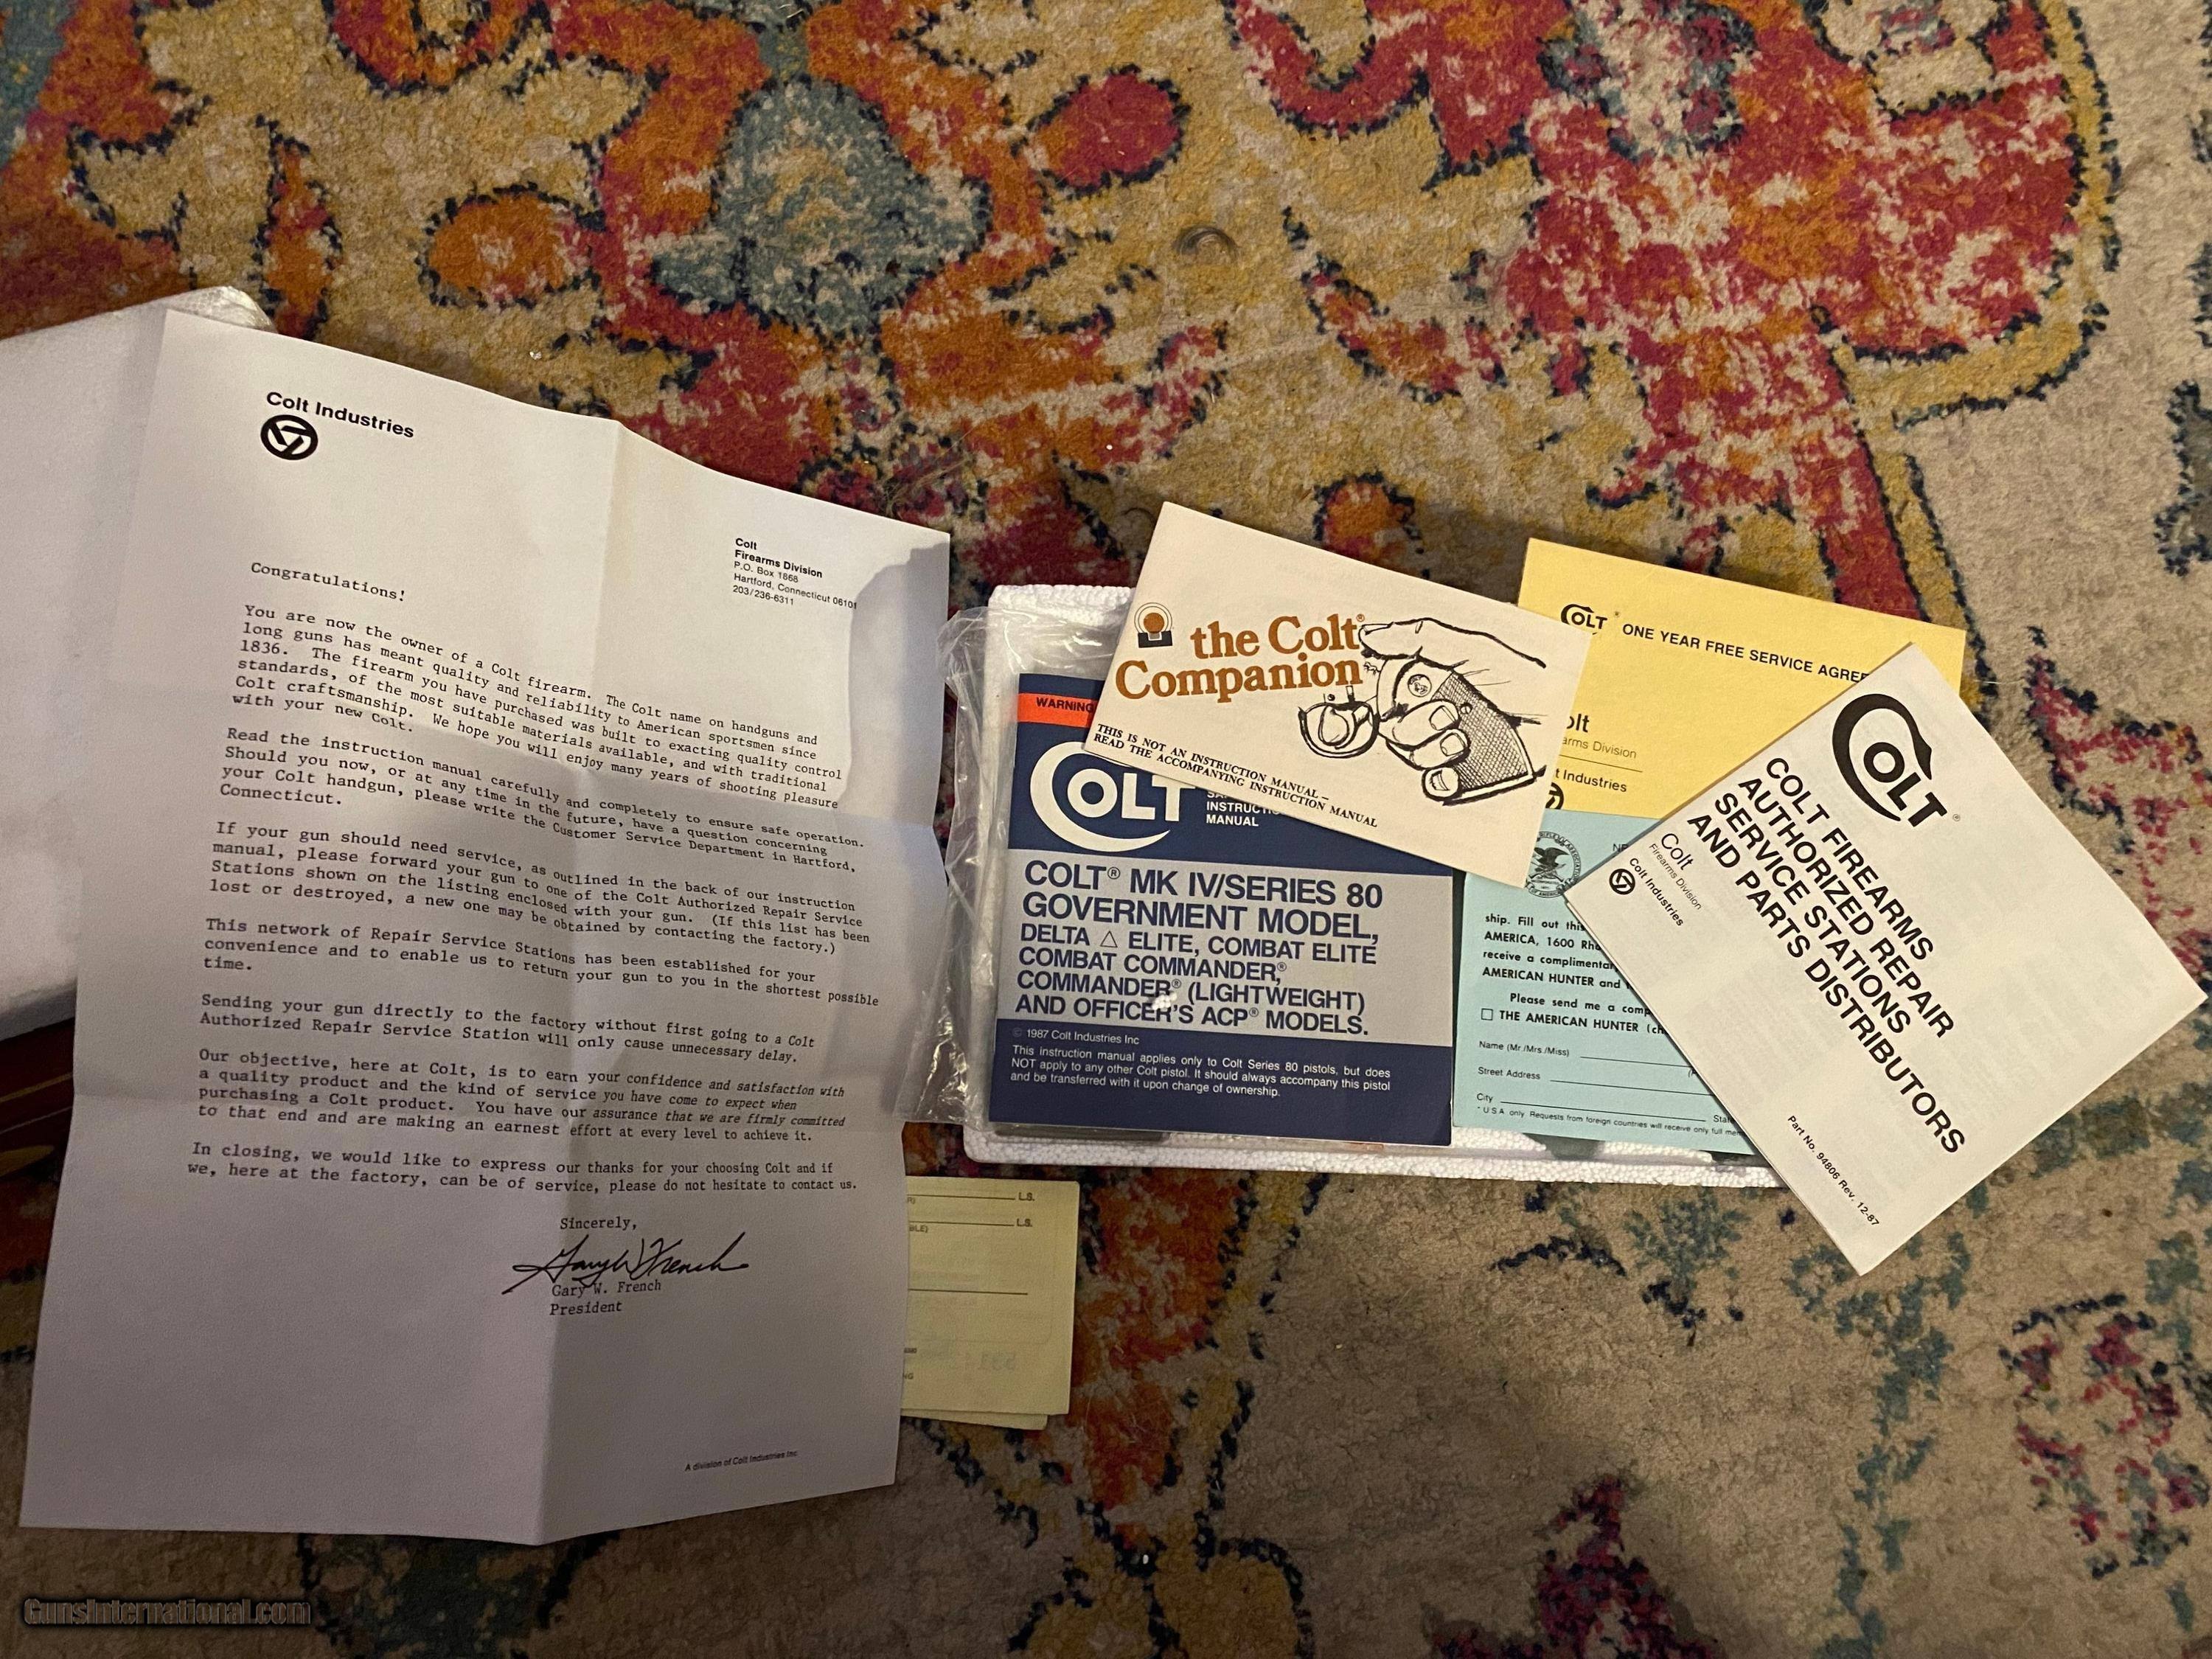 Colt Industries
Colt
Firearms Division
P.O. Box 1868
Hartford, Connecticut 06101
203/236-6311
Congratulations!
You are now the owner of a Colt firearm. The Colt name on handguns and
long guns has meant quality and reliability to American sportsmen since
1836. The firearm you have purchased was built to exacting quality control
standards, of the most suitable materials available, and with traditional
Colt craftsmanship. We hope you will enjoy many years of shooting pleasure
with your new Colt.
Read the instruction manual carefully and completely to ensure safe operation.
Should you now, or at any time in the future, have a question concerning
your Colt handgun, please write the Customer Service Department in Hartford,
Connecticut.
If your gun should need service, as outlined in the back of our instruction
manual, please forward your gun to one of the Colt Authorized Repair Service
Stations shown on the listing enclosed with your gun. (If this list has been
lost or destroyed, a new one may be obtained by contacting the factory.)
This network of Repair Service Stations has been established for your
convenience and to enable us to return your gun to you in the shortest possible
time.
Sending your gun directly to the factory without first going to a Colt
Authorized Repair Service Station will only cause unnecessary delay.
Our objective, here at Colt, is to earn your confidence and satisfaction with
a quality product and the kind of service you have come to expect when
purchasing a Colt product. You have our assurance that we are firmly committed
to that end and are making an earnest effort at every level to achieve it.
In closing, we would like to express our thanks for your choosing Colt and if
we, here at the factory, can be of service, please do not hesitate to contact us.
Sincerely,
Gary W. French
Gary W. French
President
A division of Colt Industries Inc
L.S.
L.S.
the Colt®
Companion
THIS IS NOT AN INSTRUCTION MANUAL –
READ THE ACCOMPANYING INSTRUCTION MANUAL
WARNING
COLT
INSTRUCTI
MANUAL
COLT® MK IV/SERIES 80
GOVERNMENT MODEL,
DELTA △ ELITE, COMBAT ELITE
COMBAT COMMANDER,®
COMMANDER® (LIGHTWEIGHT)
AND OFFICER'S ACP® MODELS.
© 1987 Colt Industries Inc
This instruction manual applies only to Colt Series 80 pistols, but does
NOT apply to any other Colt pistol. It should always accompany this pistol
and be transferred with it upon change of ownership.
COLT® ONE YEAR FREE SERVICE AGREE
olt
arms Division
t Industries
ship. Fill out this
AMERICA, 1600 Rho
receive a complimentar
AMERICAN HUNTER and
Please send me a comp
☐ THE AMERICAN HUNTER (ch
Name (Mr./Mrs./Miss)
Street Address
City
State
* U.S.A. only. Requests from foreign countries will receive only full mem
COLT®
COLT FIREARMS
AUTHORIZED REPAIR
SERVICE STATIONS
AND PARTS DISTRIBUTORS
Colt
Firearms Division
Colt Industries
Part No. 94806 Rev. 12-87
GunsInternational.com